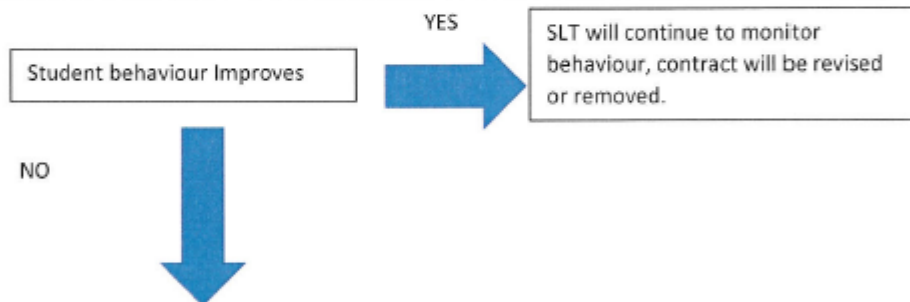 YES
SLT will continue to monitor
behaviour, contract will be revised
or removed.
Student behaviour Improves
NO